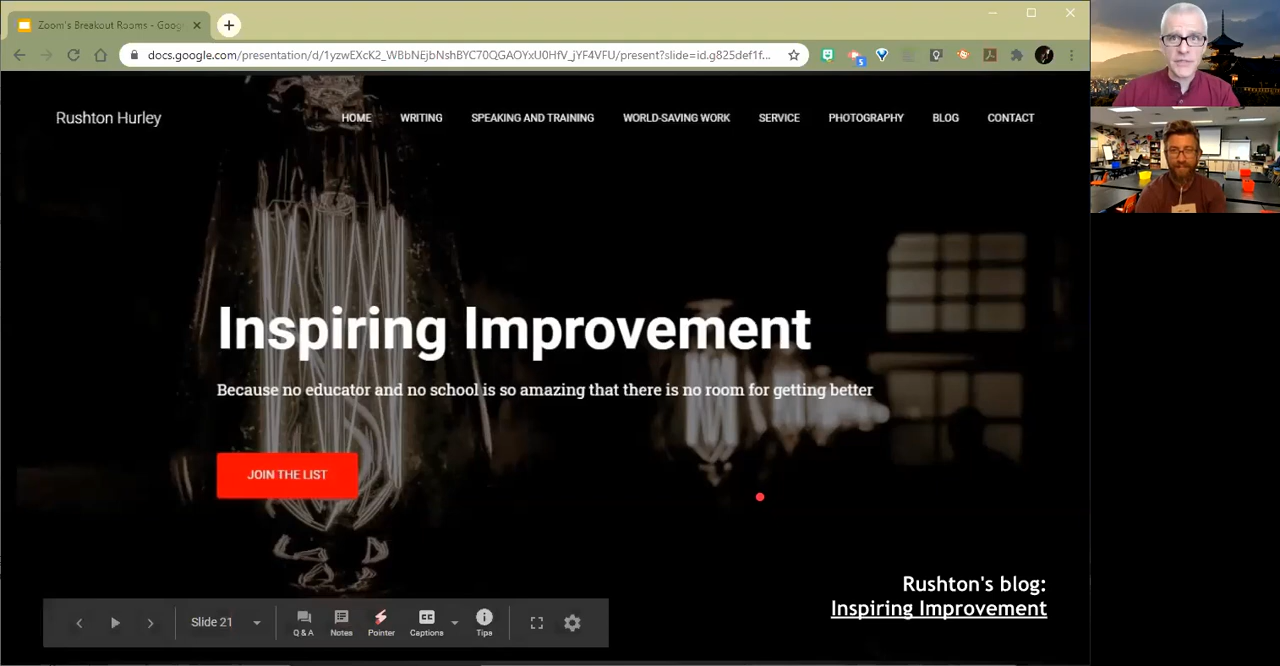 Zoom's Breakout Rooms - Goog
docs.google.com/presentation/d/1yzwEXcK2_WBbNEjbNshBYCTlQGAOYxU0HfV_jYF4VFU/present?slide=id.g825def1f...
5
Rushton Hurley
HOME WRITING SPEAKING AND TRAINING WORLD-SAVING WORK SERVICE PHOTOGRAPHY BLOG CONTACT
Inspiring Improvement
Because no educator and no school is so amazing that there is no room for getting better
JOIN THE LIST
Rushton's blog:
Inspiring Improvement
Slide 21
Q & A Notes Pointer Captions Tips
CC